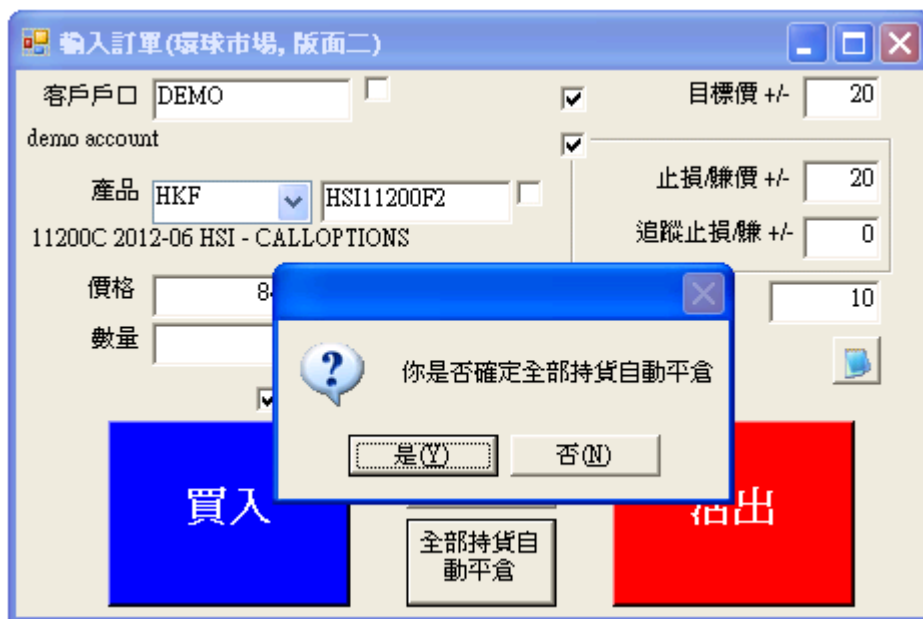 輸入訂單(環球市場, 版面二)
客戶戶口 DEMO
目標價 +/- 20
demo account
產品 HKF HSI11200F2
止損/賺價 +/- 20
11200C 2012-06 HSI - CALLOPTIONS
追蹤止損/賺 +/- 0
價格
10
數量
你是否確定全部持貨自動平倉
是(Y) 否(N)
買入
沽出
全部持貨自
動平倉